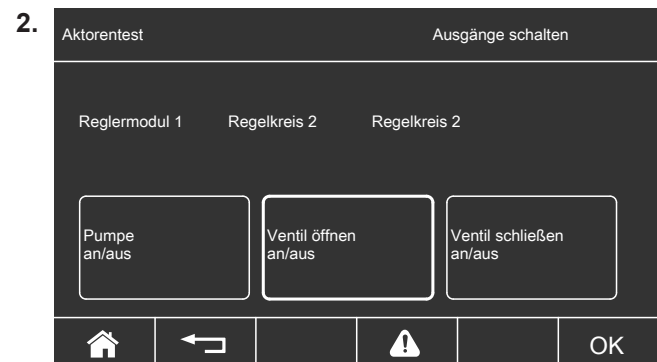 2.
Aktorentest Ausgänge schalten
Reglermodul 1 Regelkreis 2 Regelkreis 2
Pumpe
an/aus
Ventil öffnen
an/aus
Ventil schließen
an/aus
OK